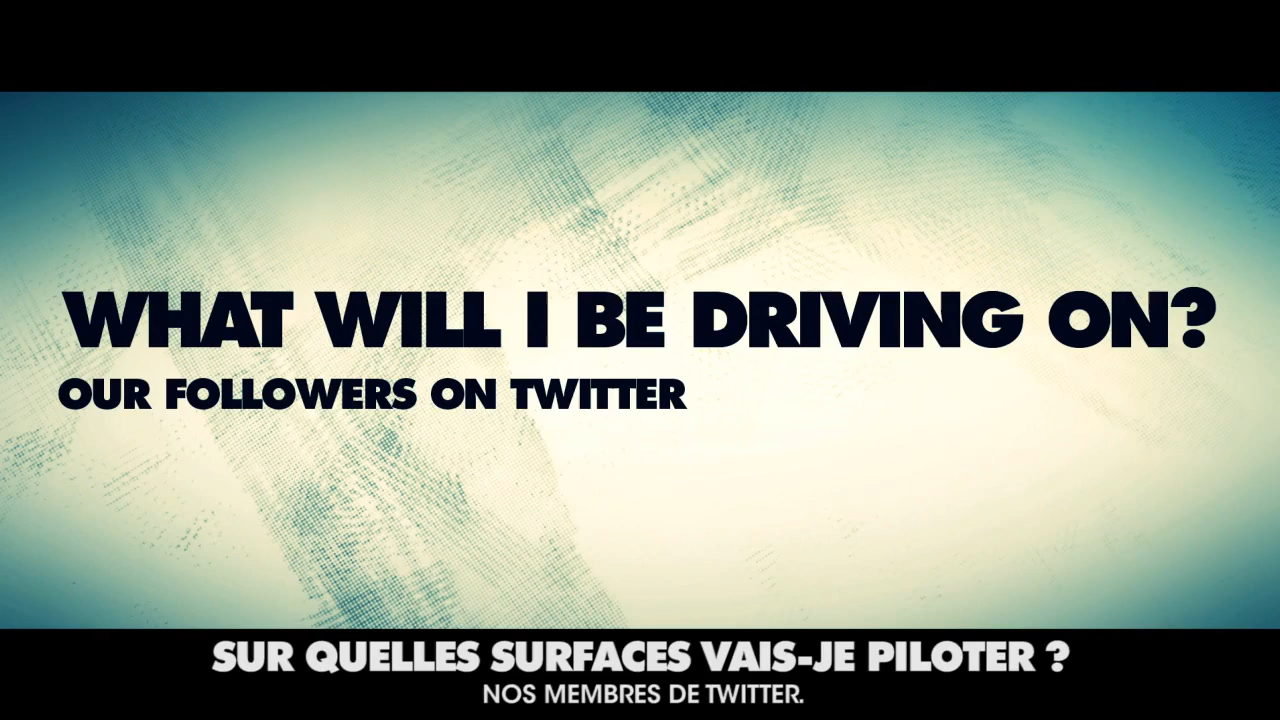 WHAT WILL I BE DRIVING ON?
OUR FOLLOWERS ON TWITTER
SUR QUELLES SURFACES VAIS-JE PILOTER ?
NOS MEMBRES DE TWITTER.